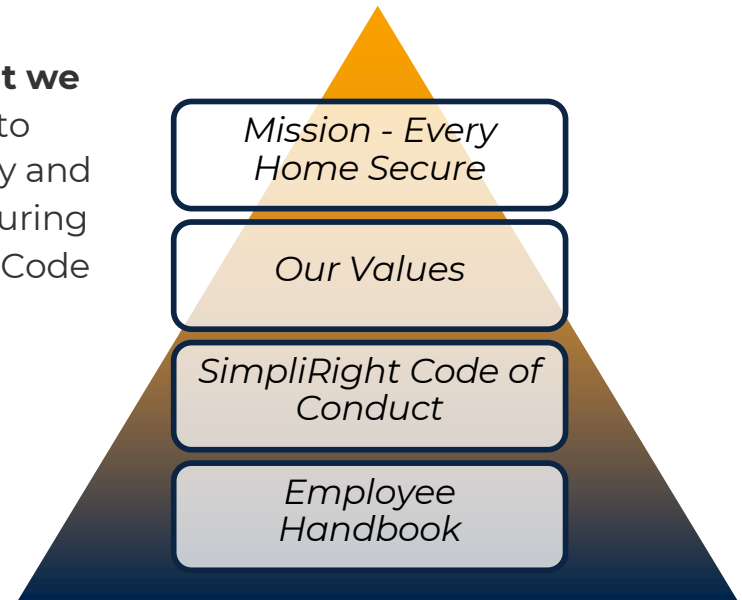 t we
to
y and
uring
Code
Mission - Every
Home Secure
Our Values
SimpliRight Code of
Conduct
Employee
Handbook